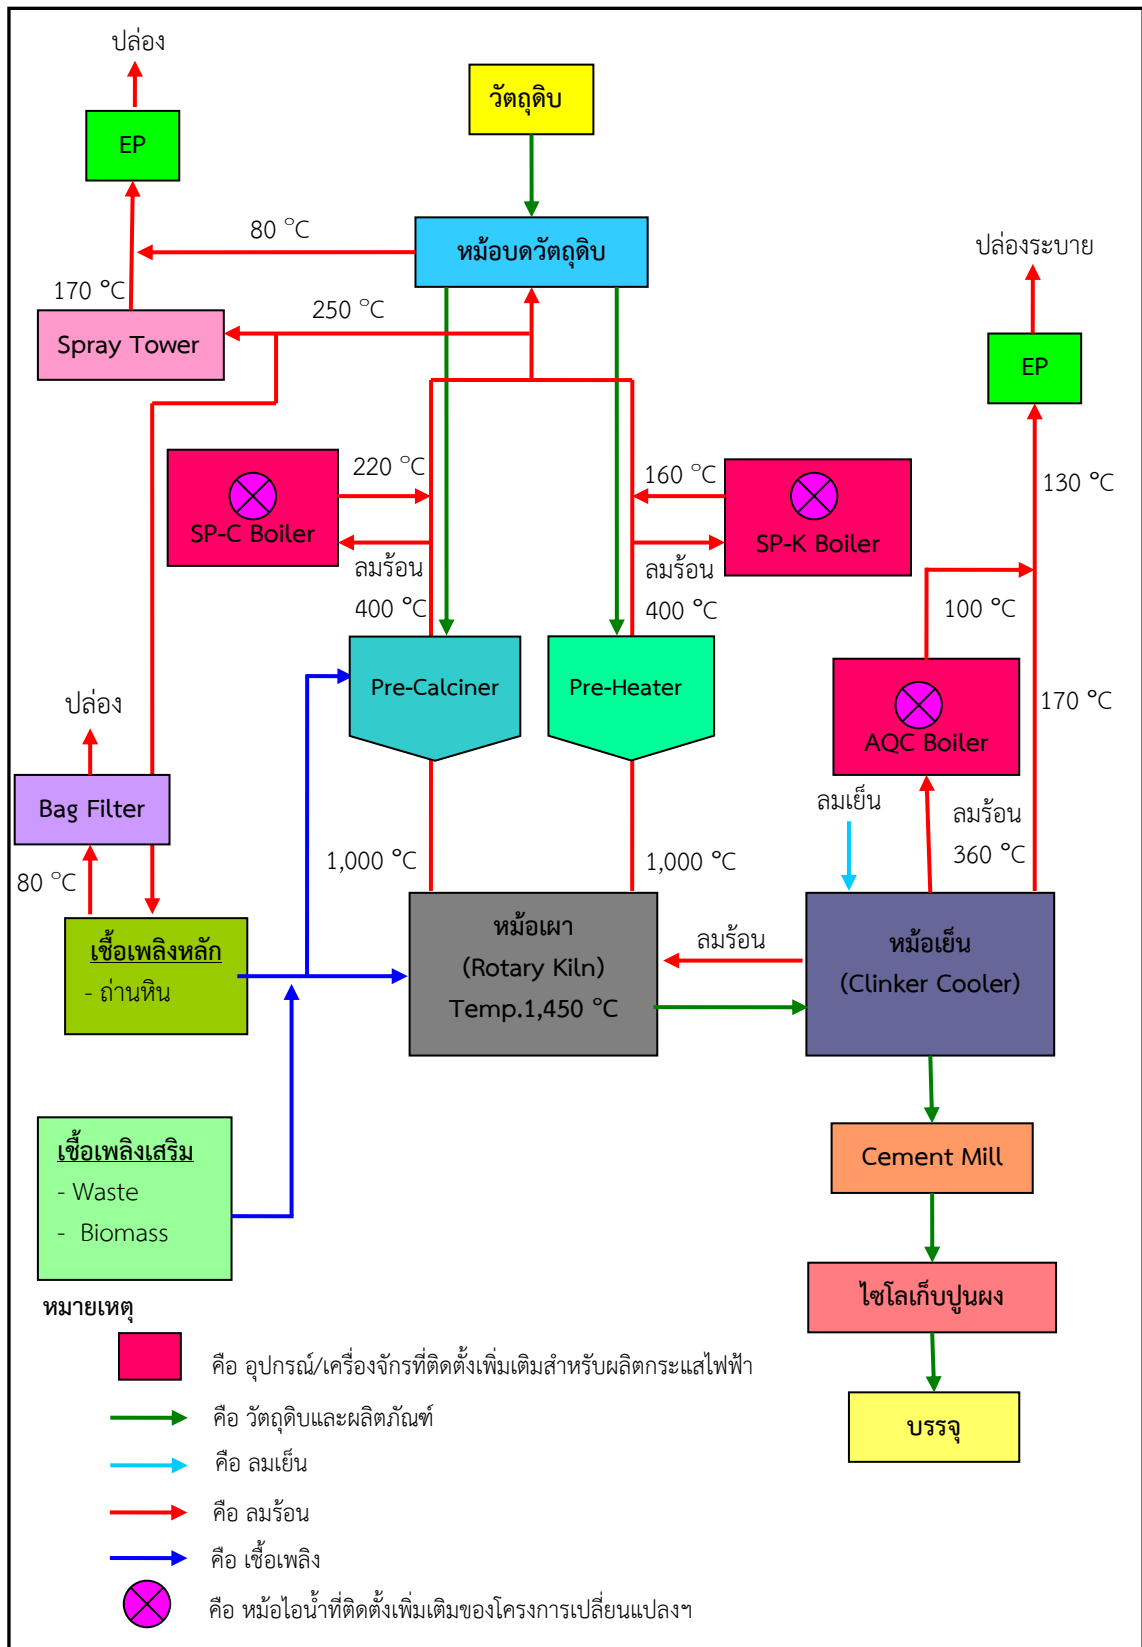 ปล่อง
วัตถุดิบ
EP
80 °C
หม้อบดวัตถุดิบ
ปล่องระบาย
170 °C
250 °C
Spray Tower
EP
220 °C
160 °C
130 °C
SP-C Boiler
SP-K Boiler
ลมร้อน
400 °C
ลมร้อน
400 °C
100 °C
Pre-Calciner
Pre-Heater
ปล่อง
170 °C
AQC Boiler
Bag Filter
ลมเย็น
ลมร้อน
360 °C
1,000 °C
1,000 °C
80 °C
เชื้อเพลิงหลัก
- ถ่านหิน
หม้อเผา
(Rotary Kiln)
Temp.1,450 °C
ลมร้อน
หม้อเย็น
(Clinker Cooler)
เชื้อเพลิงเสริม
- Waste
- Biomass
Cement Mill
ไซโลเก็บปูนผง
บรรจุ
หมายเหตุ
คือ อุปกรณ์/เครื่องจักรที่ติดตั้งเพิ่มเติมสำหรับผลิตกระแสไฟฟ้า
คือ วัตถุดิบและผลิตภัณฑ์
คือ ลมเย็น
คือ ลมร้อน
คือ เชื้อเพลิง
คือ หม้อไอน้ำที่ติดตั้งเพิ่มเติมของโครงการเปลี่ยนแปลงฯ